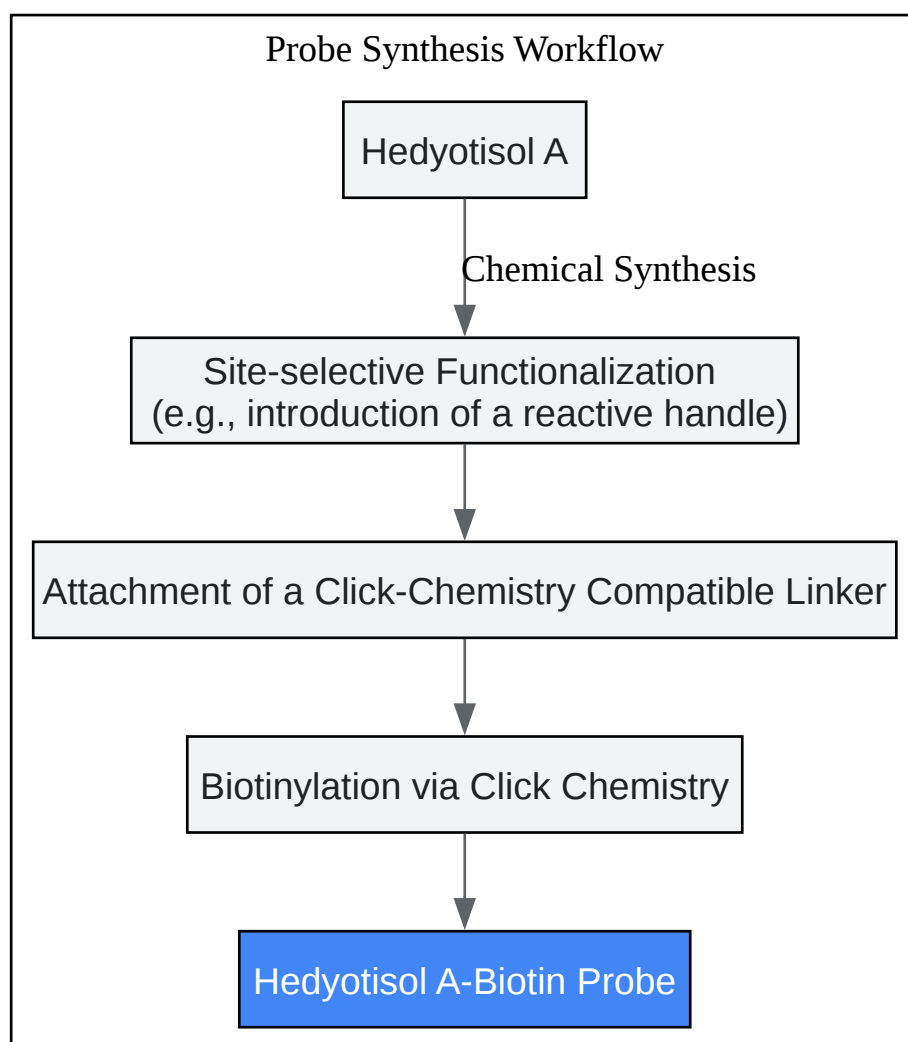 Probe Synthesis Workflow
Hedyotisol A
Chemical Synthesis
Site-selective Functionalization
(e.g., introduction of a reactive handle)
Attachment of a Click-Chemistry Compatible Linker
Biotinylation via Click Chemistry
Hedyotisol A-Biotin Probe